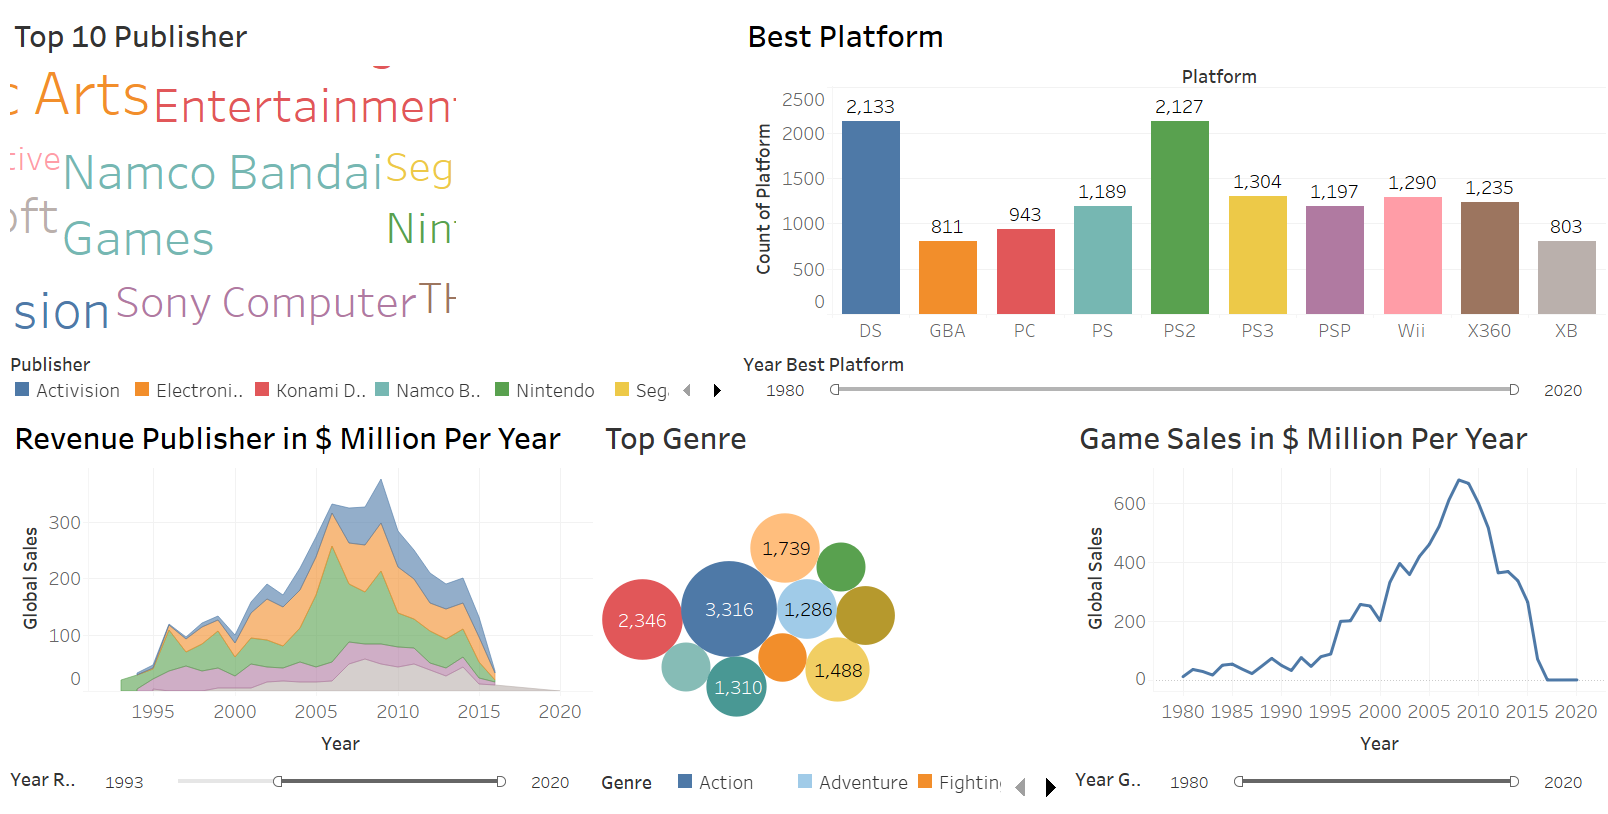 Top 10 Publisher
Arts
Entertainmen
tive
Namco Bandai
Seg
oft
Games
Nin
sion
Sony Computer
TH
Publisher
Activision
Electroni..
Konami D..
Namco B..
Nintendo
Seg
Best Platform
Platform
Count of Platform
2500
2000
1500
1000
500
0
2,133
811
943
1,189
2,127
1,304
1,197
1,290
1,235
803
DS
GBA
PC
PS
PS2
PS3
PSP
Wii
X360
XB
Year Best Platform
1980
2020
Revenue Publisher in $ Million Per Year
Global Sales
300
200
100
0
1995
2000
2005
2010
2015
2020
Year
Year R..
1993
2020
Top Genre
1,739
2,346
3,316
1,286
1,488
1,310
Genre
Action
Adventure
Fightin
Game Sales in $ Million Per Year
Global Sales
600
400
200
0
1980
1985
1990
1995
2000
2005
2010
2015
2020
Year
Year G..
1980
2020